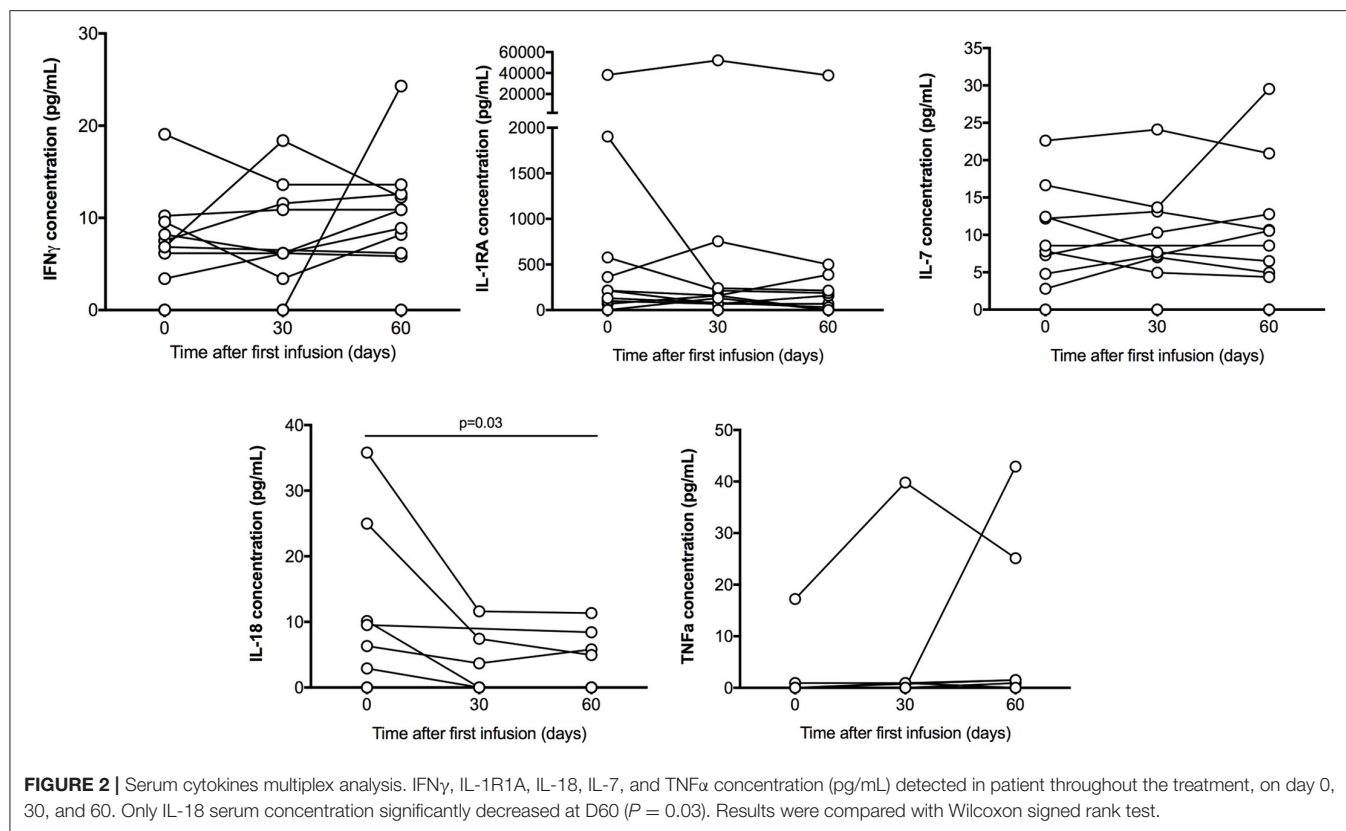 30
20
10
0
IFNγ concentration (pg/mL)
0 30 60
Time after first infusion (days)
60000
40000
20000
2000
1500
1000
500
0
IL-1RA concentration (pg/mL)
0 30 60
Time after first infusion (days)
35
30
25
20
15
10
5
0
IL-7 concentration (pg/mL)
0 30 60
Time after first infusion (days)
40
30
20
10
0
IL-18 concentration (pg/mL)
p=0.03
0 30 60
Time after first infusion (days)
50
40
30
20
10
0
TNFa concentration (pg/mL)
0 30 60
Time after first infusion (days)
FIGURE 2 | Serum cytokines multiplex analysis. IFNγ, IL-1R1A, IL-18, IL-7, and TNFα concentration (pg/mL) detected in patient throughout the treatment, on day 0,
30, and 60. Only IL-18 serum concentration significantly decreased at D60 (P = 0.03). Results were compared with Wilcoxon signed rank test.